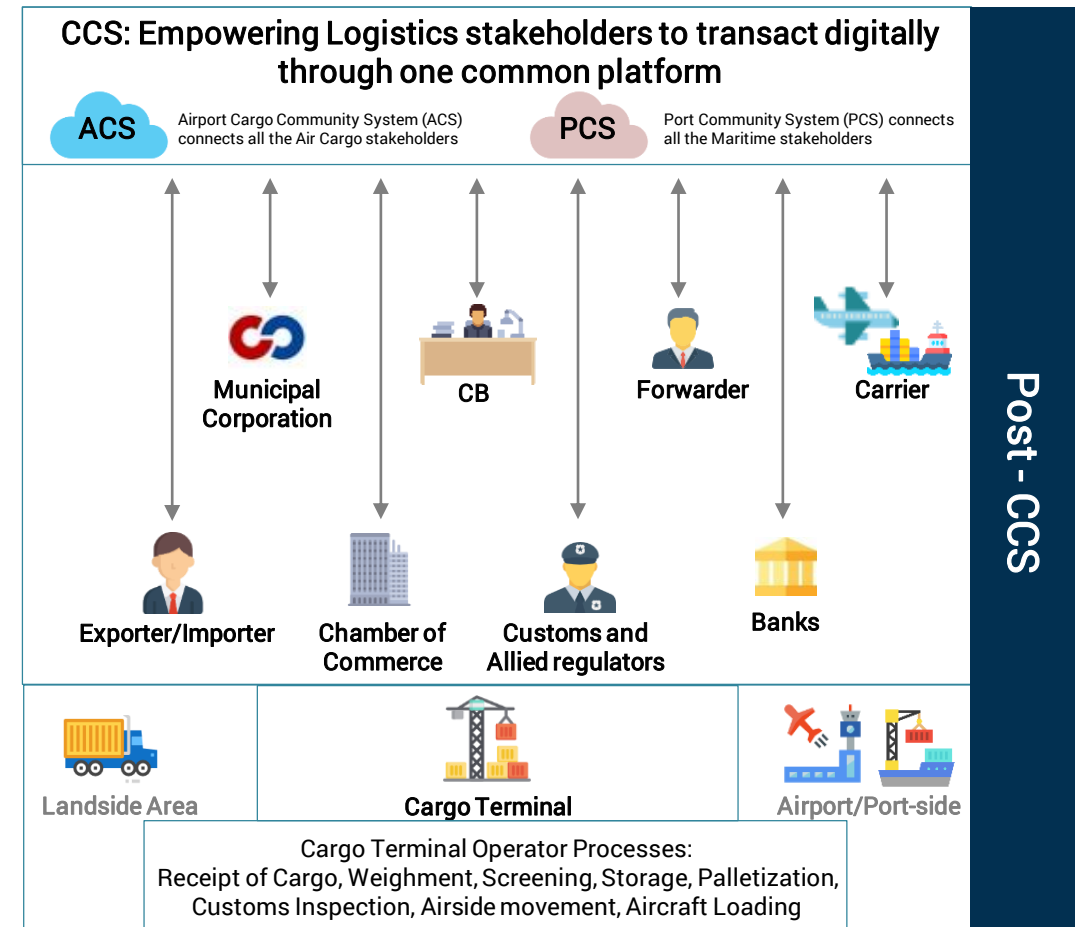 CCS: Empowering Logistics stakeholders to transact digitally
through one common platform
ACS
Airport Cargo Community System (ACS)
connects all the Air Cargo stakeholders
PCS
Port Community System (PCS) connects
all the Maritime stakeholders
Municipal
Corporation
CB
Forwarder
Carrier
Exporter/Importer
Chamber of
Commerce
Customs and
Allied regulators
Banks
Post - CCS
Landside Area
Cargo Terminal
Airport/Port-side
Cargo Terminal Operator Processes:
Receipt of Cargo, Weighment, Screening, Storage, Palletization,
Customs Inspection, Airside movement, Aircraft Loading